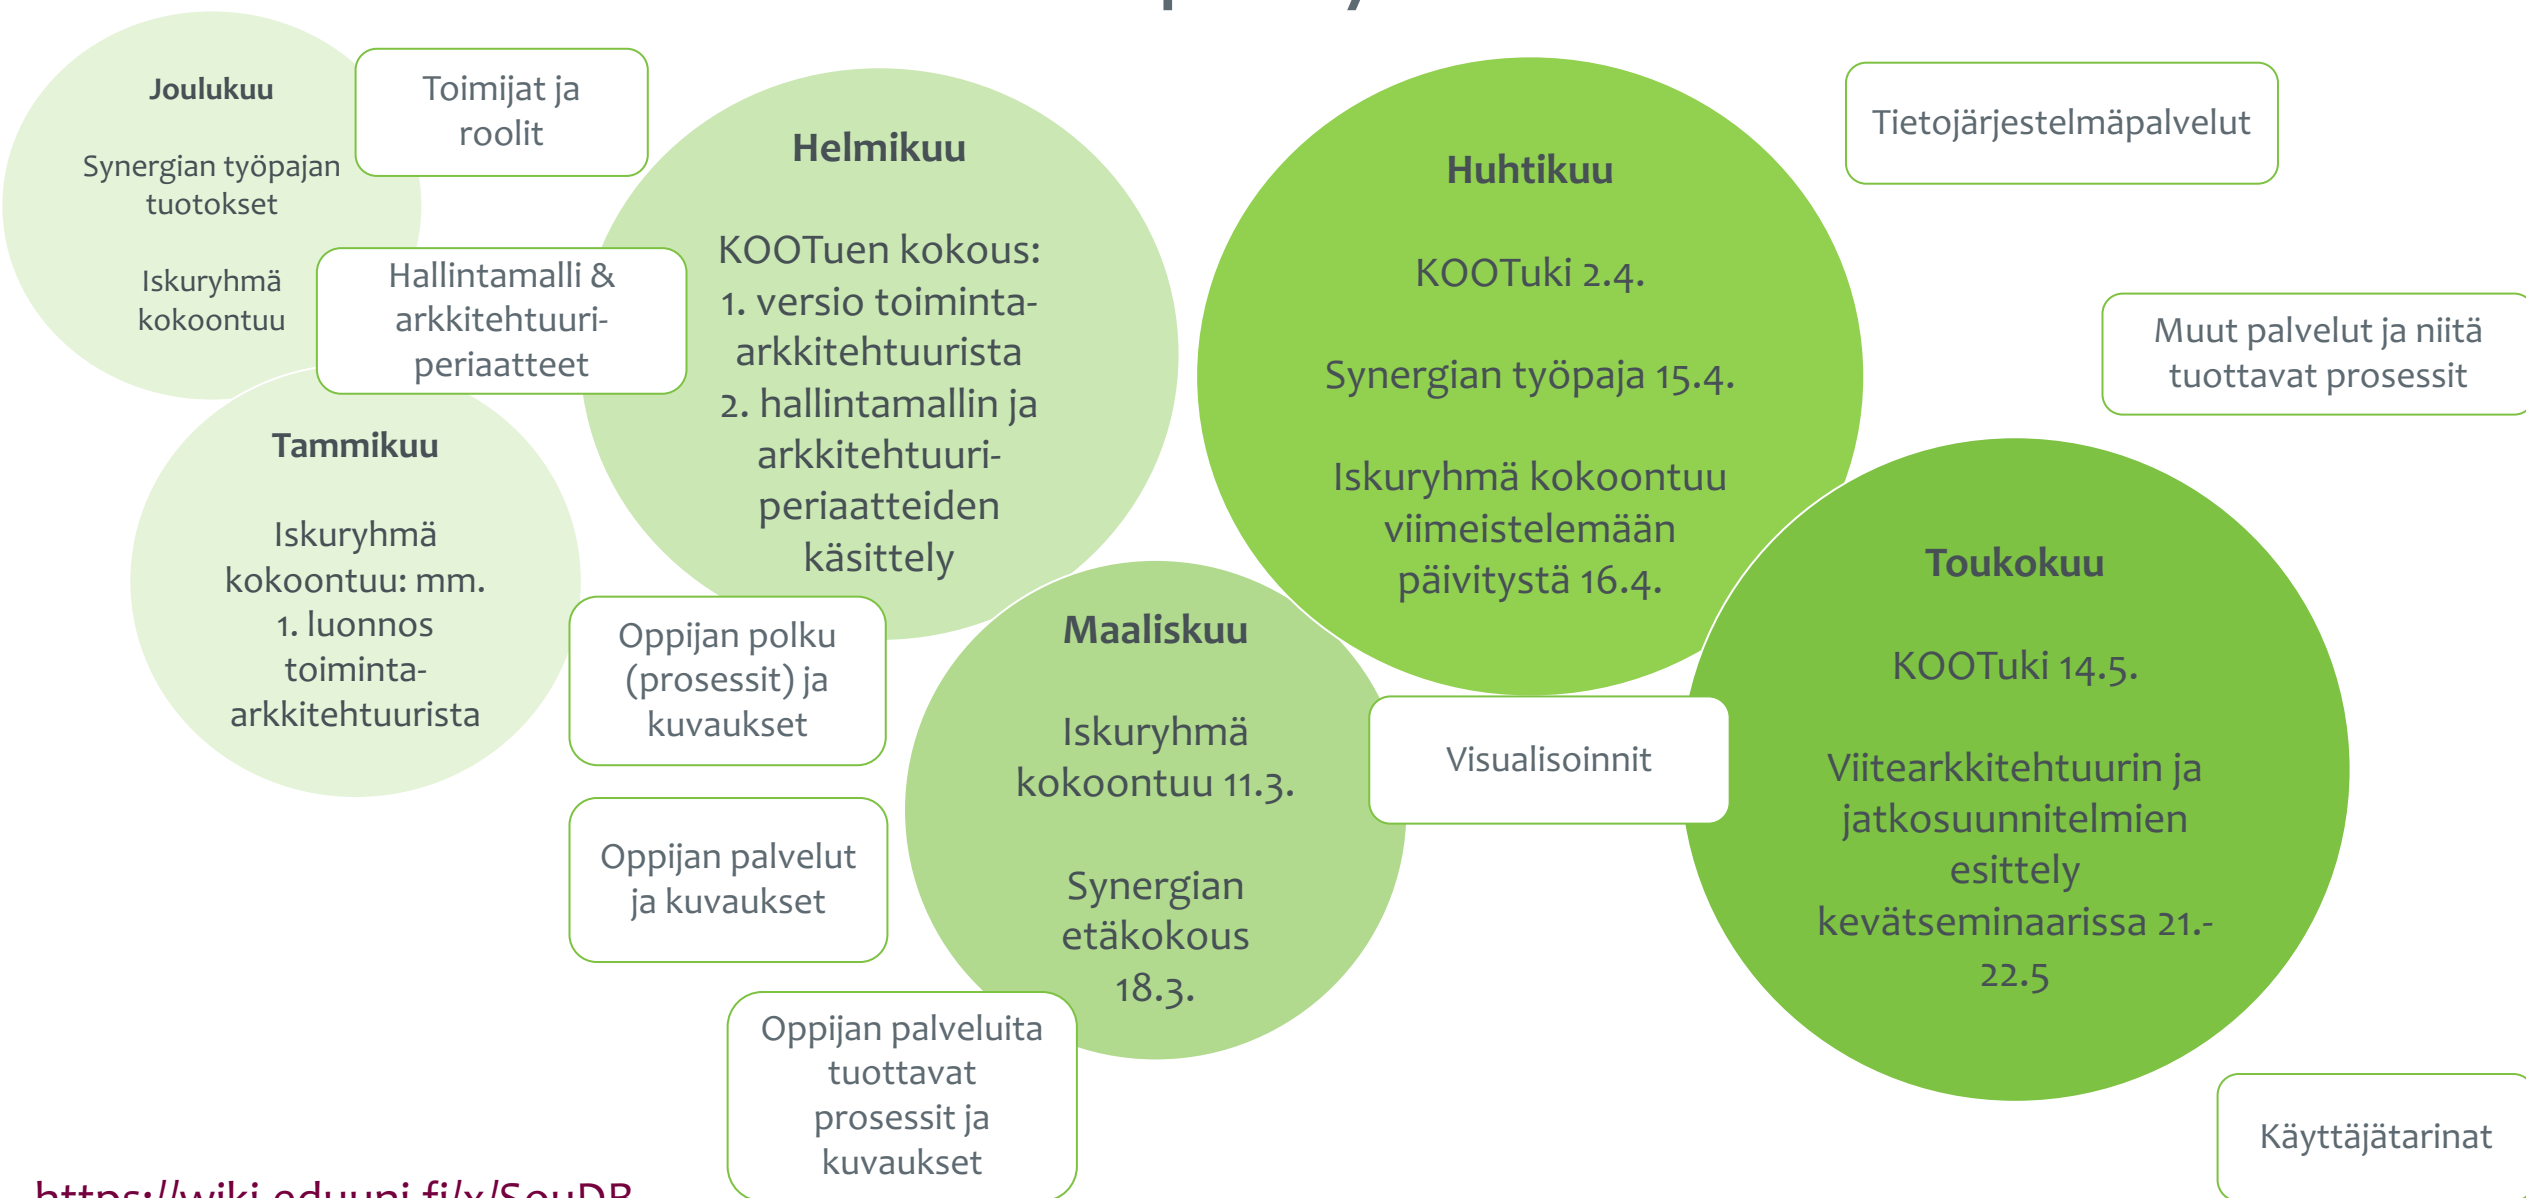 Joulukuu
Synergian työpajan
tuotokset
Iskuryhmä
kokoontuu
Toimijat ja
roolit
Hallintamalli &
arkkitehtuuri-
periaatteet
Tammikuu
Iskuryhmä
kokoontuu: mm.
1. luonnos
toiminta-
arkkitehtuurista
Helmikuu
KOOTuen kokous:
1. versio toiminta-
arkkitehtuurista
2. hallintamallin ja
arkkitehtuuri-
periaatteiden
käsittely
Oppijan polku
(prosessit) ja
kuvaukset
Oppijan palvelut
ja kuvaukset
Oppijan palveluita
tuottavat
prosessit ja
kuvaukset
Maaliskuu
Iskuryhmä
kokoontuu 11.3.
Synergian
etäkokous
18.3.
Huhtikuu
KOOTuki 2.4.
Synergian työpaja 15.4.
Iskuryhmä kokoontuu
viimeistelemään
päivitystä 16.4.
Visualisoinnit
Tietojärjestelmäpalvelut
Muut palvelut ja niitä
tuottavat prosessit
Toukokuu
KOOTuki 14.5.
Viitearkkitehtuurin ja
jatkosuunnitelmien
esittely
kevätseminaarissa 21.-
22.5
Käyttäjätarinat